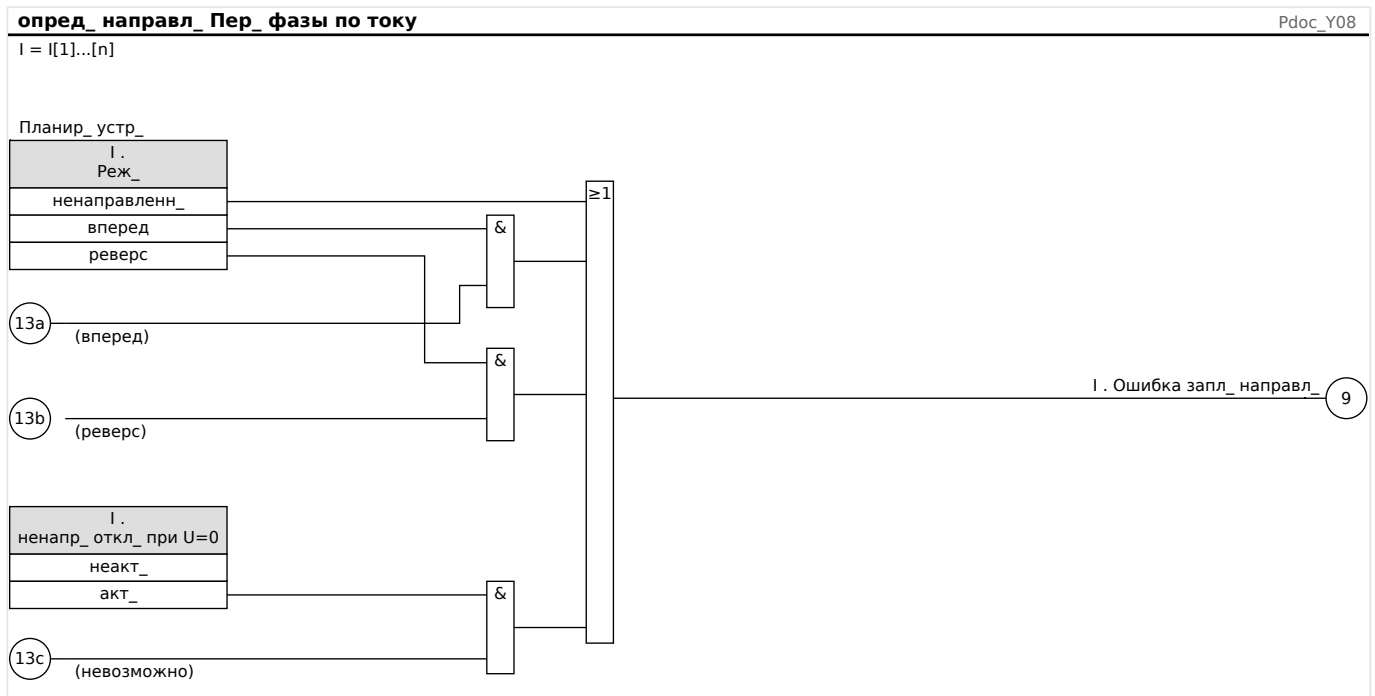 опред_ направл_ Пер_ фазы по току
Pdoc_Y08
I = I[1]...[n]
Планир_ устр_
I .
Реж_
ненаправленн_
вперед
реверс
≥1
&
13a
(вперед)
&
13b
(реверс)
I . Ошибка запл_ направл_
9
I .
ненапр_ откл_ при U=0
неакт_
акт_
&
13c
(невозможно)